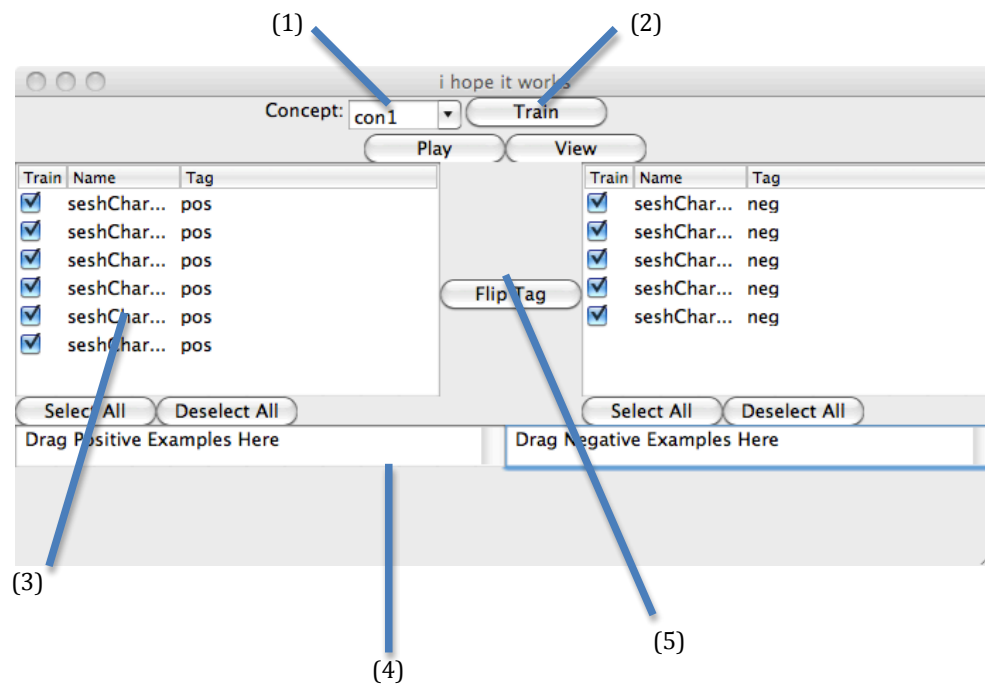 (1) (2)
i hope it works
Concept: con1 Train
Play View
Train Name Tag Train Name Tag
seshChar... pos seshChar... neg
seshChar... pos seshChar... neg
seshChar... pos seshChar... neg
seshChar... pos seshChar... neg
Flip Tag
seshChar... pos seshChar... neg
seshChar... pos
Select All Deselect All Select All Deselect All
Drag Positive Examples Here Drag Negative Examples Here
(3)
(5)
(4)